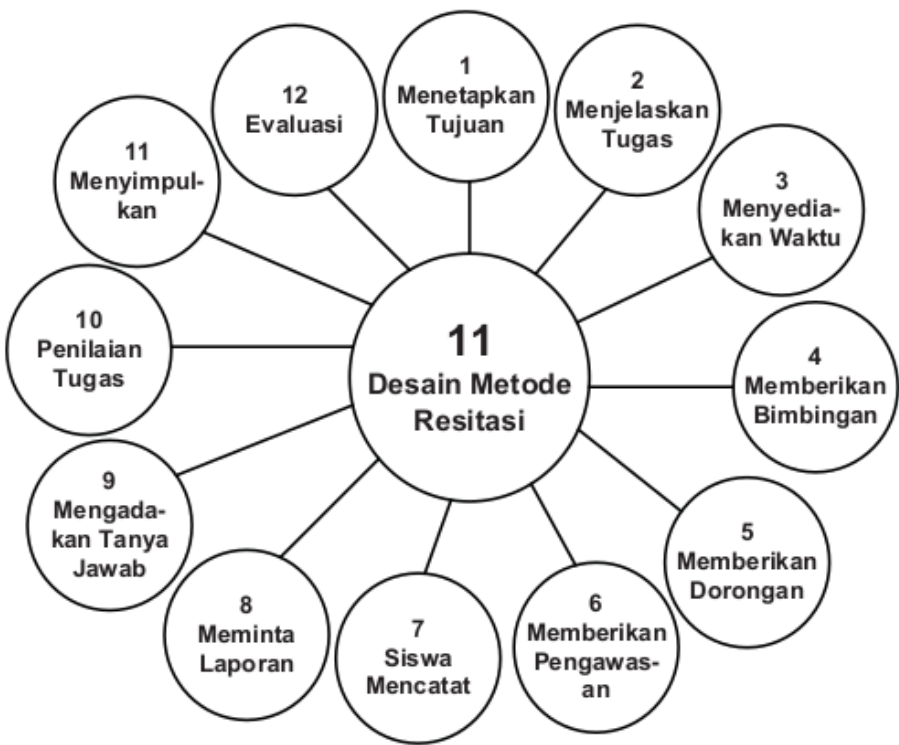 11
Desain Metode
Resitasi
1
Menetapkan
Tujuan
2
Menjelaskan
Tugas
3
Menyedia-
kan Waktu
4
Memberikan
Bimbingan
5
Memberikan
Dorongan
6
Memberikan
Pengawas-
an
7
Siswa
Mencatat
8
Meminta
Laporan
9
Mengada-
kan Tanya
Jawab
10
Penilaian
Tugas
11
Menyimpul-
kan
12
Evaluasi